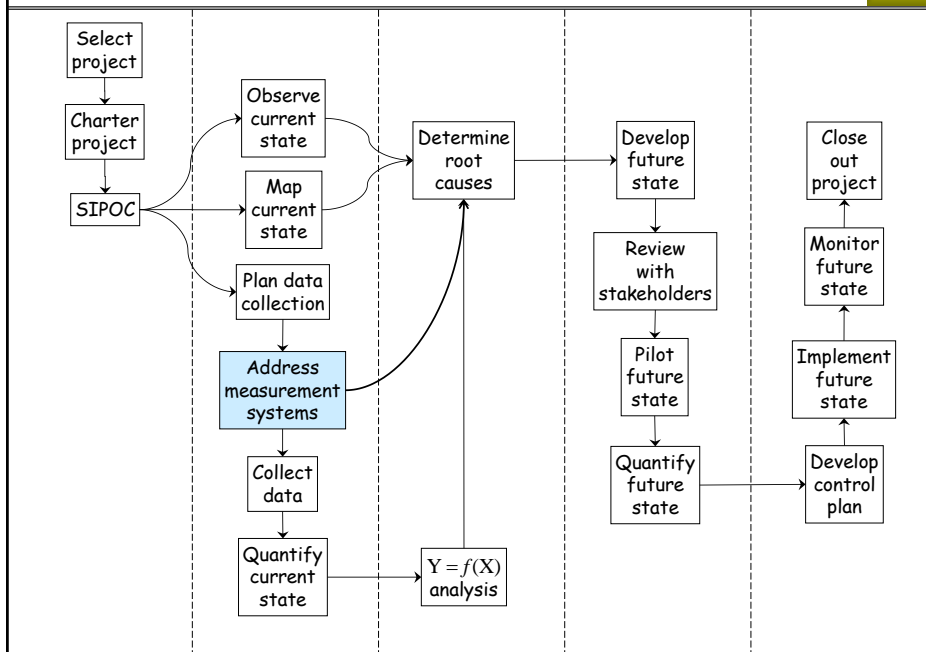 Select
project
Charter
project
SIPOC
Observe
current
state
Map
current
state
Plan data
collection
Address
measurement
systems
Collect
data
Quantify
current
state
Determine
root
causes
Y = f(X)
analysis
Develop
future
state
Review
with
stakeholders
Pilot
future
state
Quantify
future
state
Close
out
project
Monitor
future
state
Implement
future
state
Develop
control
plan